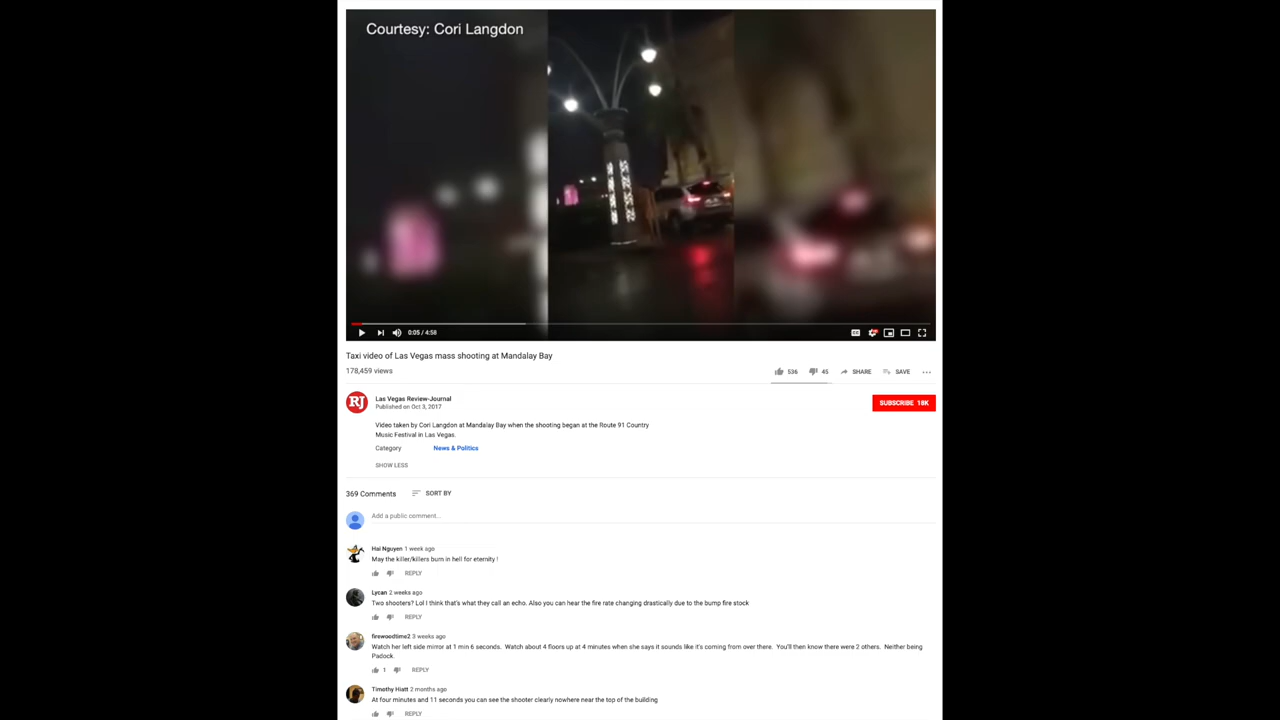 Courtesy: Cori Langdon
0:05 / 4:58
CC
Taxi video of Las Vegas mass shooting at Mandalay Bay
178,459 views
536 45 SHARE SAVE
RJ
Las Vegas Review-Journal
Published on Oct 3, 2017
SUBSCRIBE 18K
Video taken by Cori Langdon at Mandalay Bay when the shooting began at the Route 91 Country
Music Festival in Las Vegas.
Category News & Politics
SHOW LESS
369 Comments SORT BY
Add a public comment...
Hai Nguyen 1 week ago
May the killer/killers burn in hell for eternity !
REPLY
Lycan 2 weeks ago
Two shooters? Lol I think that's what they call an echo. Also you can hear the fire rate changing drastically due to the bump fire stock
REPLY
firewoodtime2 3 weeks ago
Watch her left side mirror at 1 min 6 seconds. Watch about 4 floors up at 4 minutes when she says it sounds like it's coming from over there. You'll then know there were 2 others. Neither being
Padock.
1 REPLY
Timothy Hiatt 2 months ago
At four minutes and 11 seconds you can see the shooter clearly nowhere near the top of the building
REPLY